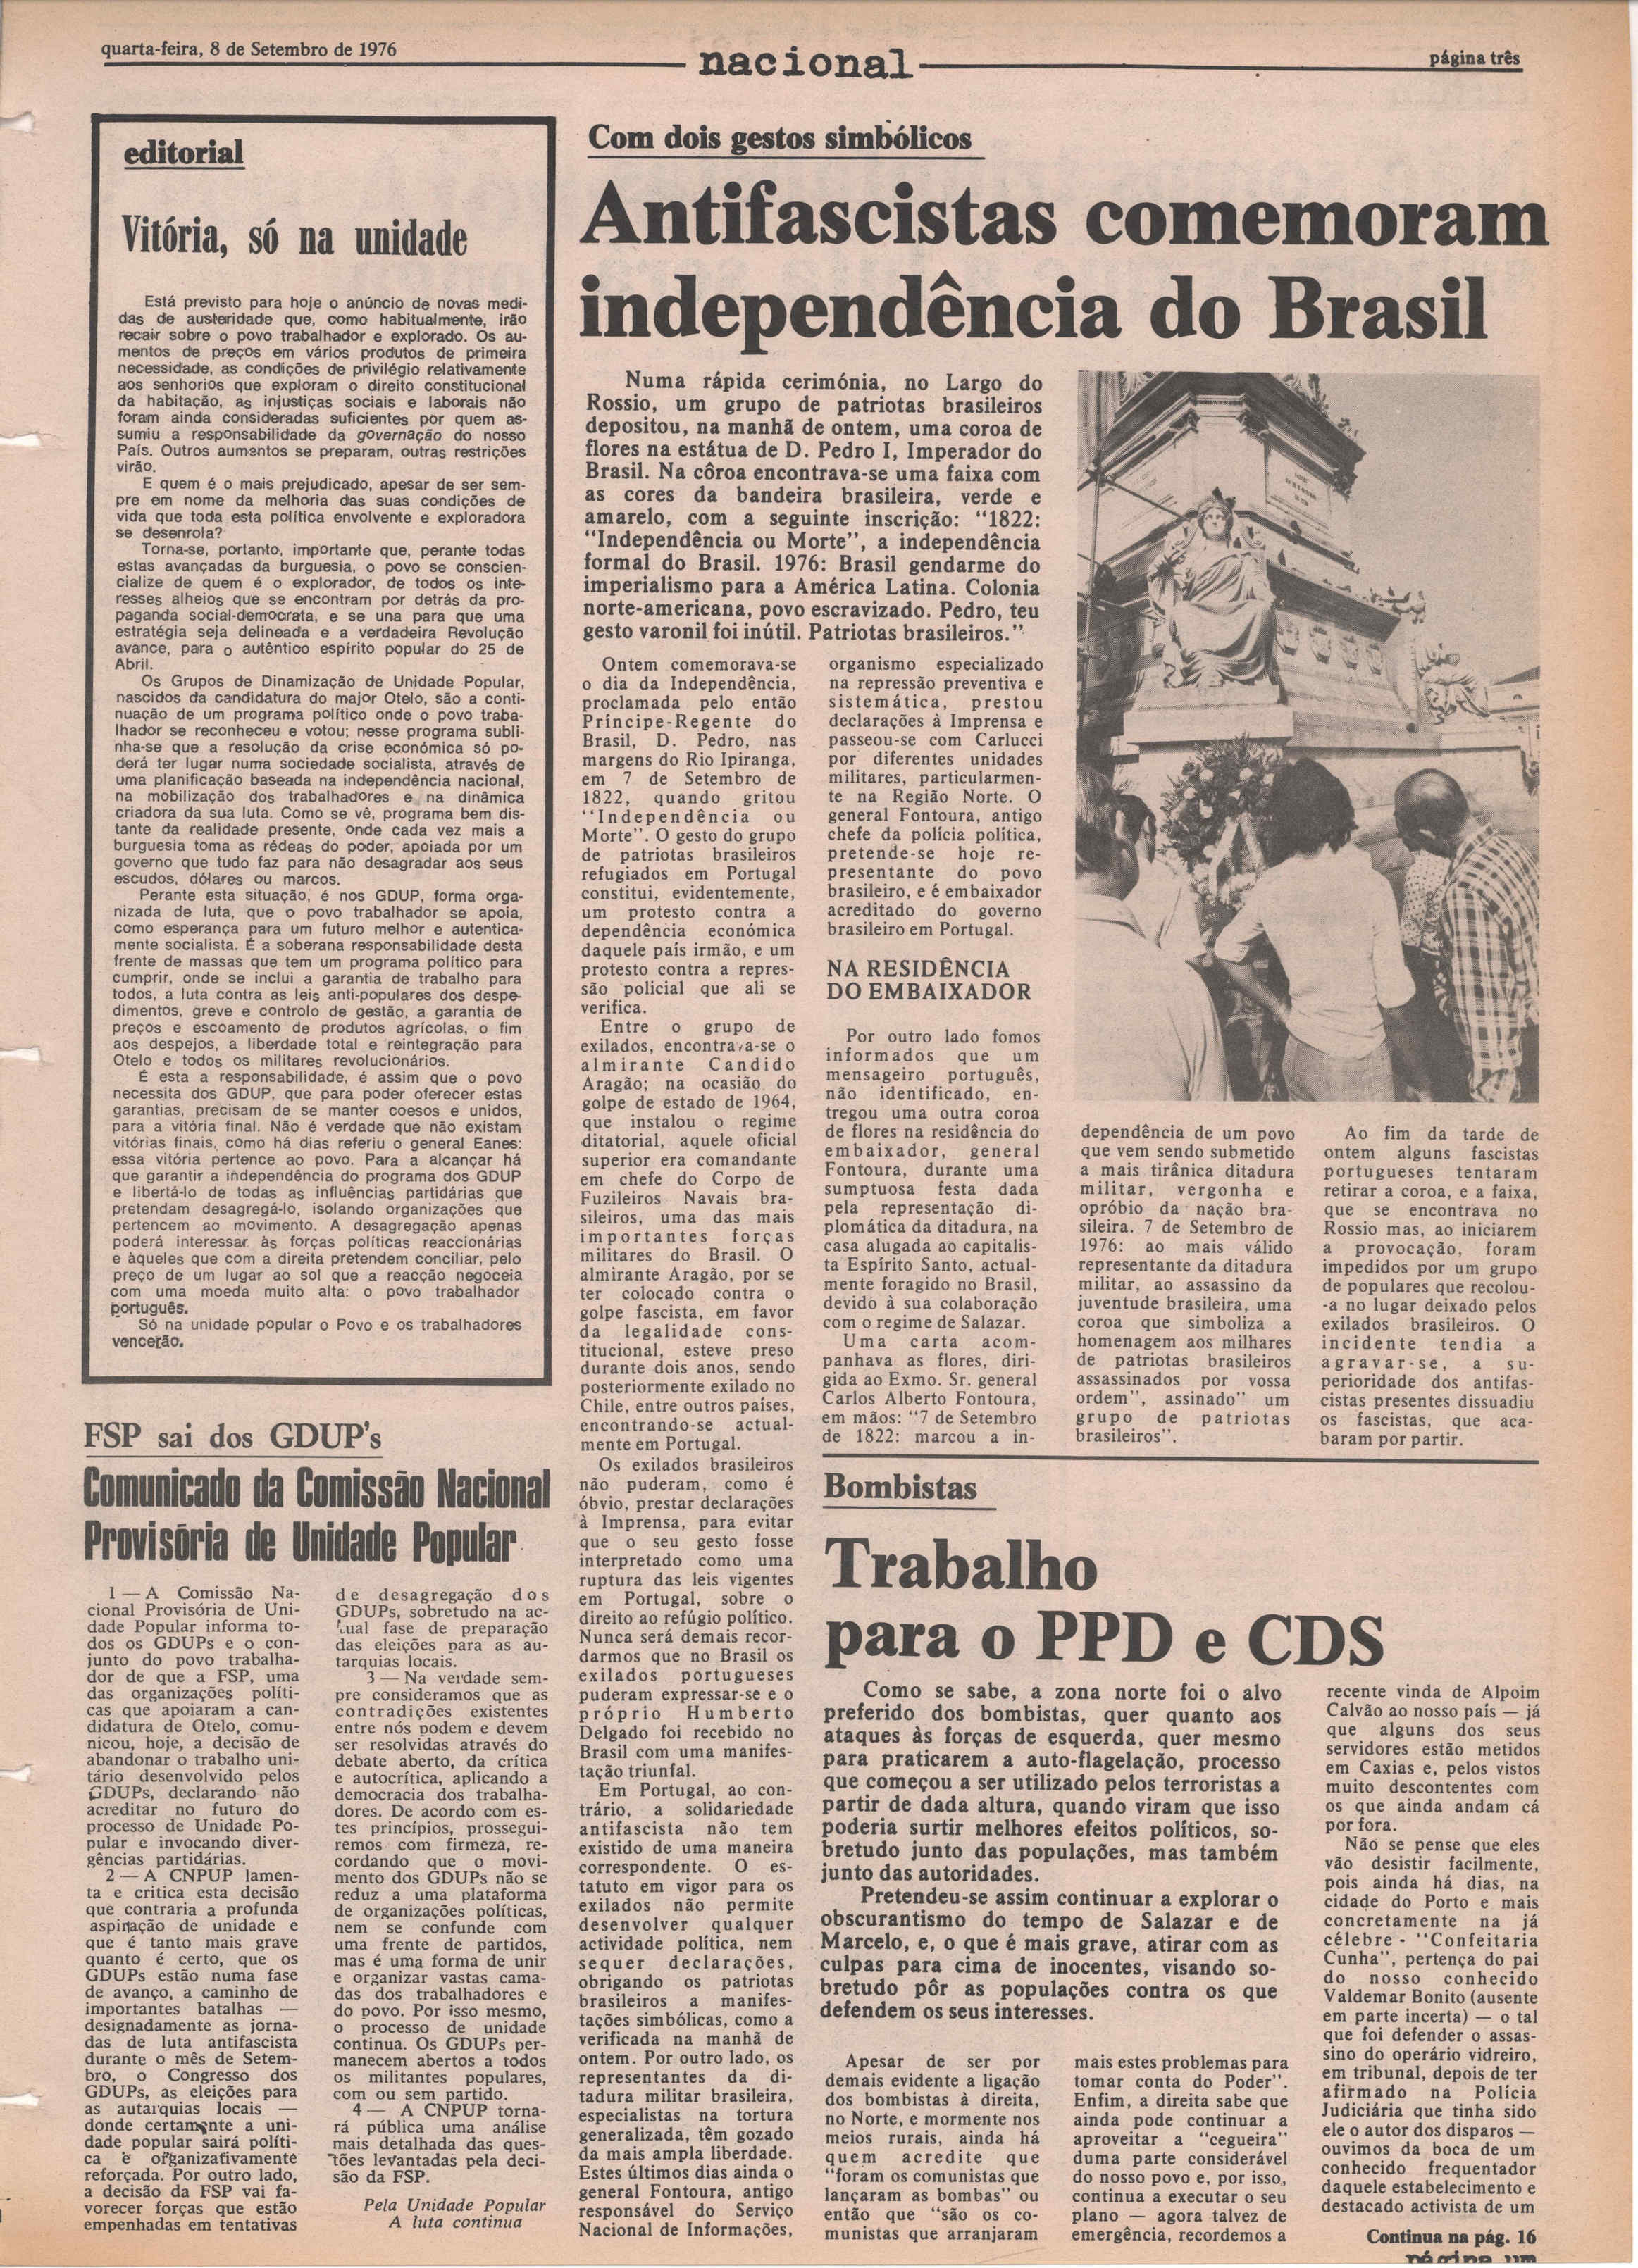 quarta-feira, 8 de Setembro de 1976
nacional
página três
editorial
Vitória, só na unidade
Está previsto para hoje o anúncio de novas medi-
das de austeridade que, como habitualmente, irão
recair sobre o povo trabalhador e explorado. Os au-
mentos de preços em vários produtos de primeira
necessidade, as condições de privilégio relativamente
aos senhorios que exploram o direito constitucional
da habitação, as injustiças sociais e laborais não
foram ainda consideradas suficientes por quem as-
sumiu a responsabilidade da governação do nosso
País. Outros aumentos se preparam, outras restrições
virão.
E quem é o mais prejudicado, apesar de ser sem-
pre em nome da melhoria das suas condições de
vida que toda esta política envolvente e exploradora
se desenrola?
Torna-se, portanto, importante que, perante todas
estas avançadas da burguesia, o povo se conscien-
cialize de quem é o explorador, de todos os inte-
resses alheios que se encontram por detrás da pro-
paganda social-democrata, e se una para que uma
estratégia seja delineada e a verdadeira Revolução
avance, para o autêntico espírito popular do 25 de
Abril.
Os Grupos de Dinamização de Unidade Popular,
nascidos da candidatura do major Otelo, são a conti-
nuação de um programa político onde o povo traba-
lhador se reconheceu e votou; nesse programa subli-
nha-se que a resolução da crise económica só po-
derá ter lugar numa sociedade socialista, através de
uma planificação baseada na independência nacional,
na mobilização dos trabalhadores e na dinâmica
criadora da sua luta. Como se vê, programa bem dis-
tante da realidade presente, onde cada vez mais a
burguesia toma as rédeas do poder, apoiada por um
governo que tudo faz para não desagradar aos seus
escudos, dólares ou marcos.
Perante esta situação, é nos GDUP, forma orga-
nizada de luta, que o povo trabalhador se apoia,
como esperança para um futuro melhor e autentica-
mente socialista. É a soberana responsabilidade desta
frente de massas que tem um programa político para
cumprir, onde se inclui a garantia de trabalho para
todos, a luta contra as leis anti-populares dos despe-
dimentos, greve e controlo de gestão, a garantia de
preços e escoamento de produtos agrícolas, o fim
aos despejos, a liberdade total e reintegração para
Otelo e todos os militares revolucionários.
É esta a responsabilidade, é assim que o povo
necessita dos GDUP, que para poder oferecer estas
garantias, precisam de se manter coesos e unidos,
para a vitória final. Não é verdade que não existam
vitórias finais, como há dias referiu o general Eanes:
essa vitória pertence ao povo. Para a alcançar há
que garantir a independência do programa dos GDUP
e libertá-lo de todas as influências partidárias que
pretendam desagregá-lo, isolando organizações que
pertencem ao movimento. A desagregação apenas
poderá interessar às forças políticas reaccionárias
e àqueles que com a direita pretendem conciliar, pelo
preço de um lugar ao sol que a reacção negoceia
com uma moeda muito alta: o povo trabalhador
português.
Só na unidade popular o Povo e os trabalhadores
vencerão.
FSP sai dos GDUP's
Comunicado da Comissão Nacional
Provisória de Unidade Popular
1 — A Comissão Na-
cional Provisória de Uni-
dade Popular informa to-
dos os GDUPs e o con-
junto do povo trabalha-
dor de que a FSP, uma
das organizações políti-
cas que apoiaram a can-
didatura de Otelo, comu-
nicou, hoje, a decisão de
abandonar o trabalho uni-
tário desenvolvido pelos
GDUPs, declarando não
acreditar no futuro do
processo de Unidade Po-
pular e invocando diver-
gências partidárias.
2 — A CNPUP lamen-
ta e critica esta decisão
que contraria a profunda
aspiração de unidade e
que é tanto mais grave
quanto é certo, que os
GDUPs estão numa fase
de avanço, a caminho de
importantes batalhas —
designadamente as jorna-
das de luta antifascista
durante o mês de Setem-
bro, o Congresso dos
GDUPs, as eleições para
as autarquias locais —
donde certamente a uni-
dade popular sairá políti-
ca e organizativamente
reforçada. Por outro lado,
a decisão da FSP vai fa-
vorecer forças que estão
empenhadas em tentativas
de desagregação dos
GDUPs, sobretudo na ac-
tual fase de preparação
das eleições para as au-
tarquias locais.
3 — Na verdade sem-
pre consideramos que as
contradições existentes
entre nós podem e devem
ser resolvidas através do
debate aberto, da crítica
e autocrítica, aplicando a
democracia dos trabalha-
dores. De acordo com es-
tes princípios, prossegui-
remos com firmeza, re-
cordando que o movi-
mento dos GDUPs não se
reduz a uma plataforma
de organizações políticas,
nem se confunde com
uma frente de partidos,
mas é uma forma de unir
e organizar vastas cama-
das dos trabalhadores e
do povo. Por isso mesmo,
o processo de unidade
continua. Os GDUPs per-
manecem abertos a todos
os militantes populares,
com ou sem partido.
4 — A CNPUP torna-
rá pública uma análise
mais detalhada das ques-
tões levantadas pela deci-
são da FSP.
Pela Unidade Popular
A luta continua
Com dois gestos simbólicos
Antifascistas comemoram
independência do Brasil
Numa rápida cerimónia, no Largo do
Rossio, um grupo de patriotas brasileiros
depositou, na manhã de ontem, uma coroa de
flores na estátua de D. Pedro I, Imperador do
Brasil. Na côroa encontrava-se uma faixa com
as cores da bandeira brasileira, verde e
amarelo, com a seguinte inscrição: "1822:
"Independência ou Morte", a independência
formal do Brasil. 1976: Brasil gendarme do
imperialismo para a América Latina. Colonia
norte-americana, povo escravizado. Pedro, teu
gesto varonil foi inútil. Patriotas brasileiros."
Ontem comemorava-se
o dia da Independência,
proclamada pelo então
Príncipe-Regente do
Brasil, D. Pedro, nas
margens do Rio Ipiranga,
em 7 de Setembro de
1822, quando gritou
"Independência ou
Morte". O gesto do grupo
de patriotas brasileiros
refugiados em Portugal
constitui, evidentemente,
um protesto contra a
dependência económica
daquele país irmão, e um
protesto contra a repres-
são policial que ali se
verifica.
Entre o grupo de
exilados, encontrava-se o
almirante Candido
Aragão; na ocasião do
golpe de estado de 1964,
que instalou o regime
ditatorial, aquele oficial
superior era comandante
em chefe do Corpo de
Fuzileiros Navais bra-
sileiros, uma das mais
importantes forças
militares do Brasil. O
almirante Aragão, por se
ter colocado contra o
golpe fascista, em favor
da legalidade cons-
titucional, esteve preso
durante dois anos, sendo
posteriormente exilado no
Chile, entre outros países,
encontrando-se actual-
mente em Portugal.
Os exilados brasileiros
não puderam, como é
óbvio, prestar declarações
à Imprensa, para evitar
que o seu gesto fosse
interpretado como uma
ruptura das leis vigentes
em Portugal, sobre o
direito ao refúgio político.
Nunca será demais recor-
darmos que no Brasil os
exilados portugueses
puderam expressar-se e o
próprio Humberto
Delgado foi recebido no
Brasil com uma manifes-
tação triunfal.
Em Portugal, ao con-
trário, a solidariedade
antifascista não tem
existido de uma maneira
correspondente. O es-
tatuto em vigor para os
exilados não permite
desenvolver qualquer
actividade política, nem
sequer declarações,
obrigando os patriotas
brasileiros a manifes-
tações simbólicas, como a
verificada na manhã de
ontem. Por outro lado, os
representantes da di-
tadura militar brasileira,
especialistas na tortura
generalizada, têm gozado
da mais ampla liberdade.
Estes últimos dias ainda o
general Fontoura, antigo
responsável do Serviço
Nacional de Informações,
organismo especializado
na repressão preventiva e
sistemática, prestou
declarações à Imprensa e
passeou-se com Carlucci
por diferentes unidades
militares, particularmen-
te na Região Norte. O
general Fontoura, antigo
chefe da polícia política,
pretende-se hoje re-
presentante do povo
brasileiro, e é embaixador
acreditado do governo
brasileiro em Portugal.
NA RESIDÊNCIA
DO EMBAIXADOR
Por outro lado fomos
informados que um
mensageiro português,
não identificado, en-
tregou uma outra coroa
de flores na residência do
embaixador, general
Fontoura, durante uma
sumptuosa festa dada
pela representação di-
plomática da ditadura, na
casa alugada ao capitalis-
ta Espírito Santo, actual-
mente foragido no Brasil,
devido à sua colaboração
com o regime de Salazar.
Uma carta acom-
panhava as flores, diri-
gida ao Exmo. Sr. general
Carlos Alberto Fontoura,
em mãos: "7 de Setembro
de 1822: marcou a in-
dependência de um povo
que vem sendo submetido
a mais tirânica ditadura
militar, vergonha e
opróbio da nação bra-
sileira. 7 de Setembro de
1976: ao mais válido
representante da ditadura
militar, ao assassino da
juventude brasileira, uma
coroa que simboliza a
homenagem aos milhares
de patriotas brasileiros
assassinados por vossa
ordem", assinado" um
grupo de patriotas
brasileiros".
Ao fim da tarde de
ontem alguns fascistas
portugueses tentaram
retirar a coroa, e a faixa,
que se encontrava no
Rossio mas, ao iniciarem
a provocação, foram
impedidos por um grupo
de populares que recolou-
-a no lugar deixado pelos
exilados brasileiros. O
incidente tendia a
agravar-se, a su-
perioridade dos antifas-
cistas presentes dissuadiu
os fascistas, que aca-
baram por partir.
Bombistas
Trabalho
para o PPD e CDS
Como se sabe, a zona norte foi o alvo
preferido dos bombistas, quer quanto aos
ataques às forças de esquerda, quer mesmo
para praticarem a auto-flagelação, processo
que começou a ser utilizado pelos terroristas a
partir de dada altura, quando viram que isso
poderia surtir melhores efeitos políticos, so-
bretudo junto das populações, mas também
junto das autoridades.
Pretendeu-se assim continuar a explorar o
obscurantismo do tempo de Salazar e de
Marcelo, e, o que é mais grave, atirar com as
culpas para cima de inocentes, visando so-
bretudo pôr as populações contra os que
defendem os seus interesses.
Apesar de ser por
demais evidente a ligação
dos bombistas à direita,
no Norte, e mormente nos
meios rurais, ainda há
quem acredite que
"foram os comunistas que
lançaram as bombas" ou
então que "são os co-
munistas que arranjaram
mais estes problemas para
tomar conta do Poder".
Enfim, a direita sabe que
ainda pode continuar a
aproveitar a "cegueira"
duma parte considerável
do nosso povo e, por isso,
continua a executar o seu
plano — agora talvez de
emergência, recordemos a
recente vinda de Alpoim
Calvão ao nosso país — já
que alguns dos seus
servidores estão metidos
em Caxias e, pelos vistos
muito descontentes com
os que ainda andam cá
por fora.
Não se pense que eles
vão desistir facilmente,
pois ainda há dias, na
cidade do Porto e mais
concretamente na já
célebre - "Confeitaria
Cunha", pertença do pai
do nosso conhecido
Valdemar Bonito (ausente
em parte incerta) — o tal
que foi defender o assas-
sino do operário vidreiro,
em tribunal, depois de ter
afirmado na Polícia
Judiciária que tinha sido
ele o autor dos disparos —
ouvimos da boca de um
conhecido frequentador
daquele estabelecimento e
destacado activista de um
Continua na pág. 16
página um